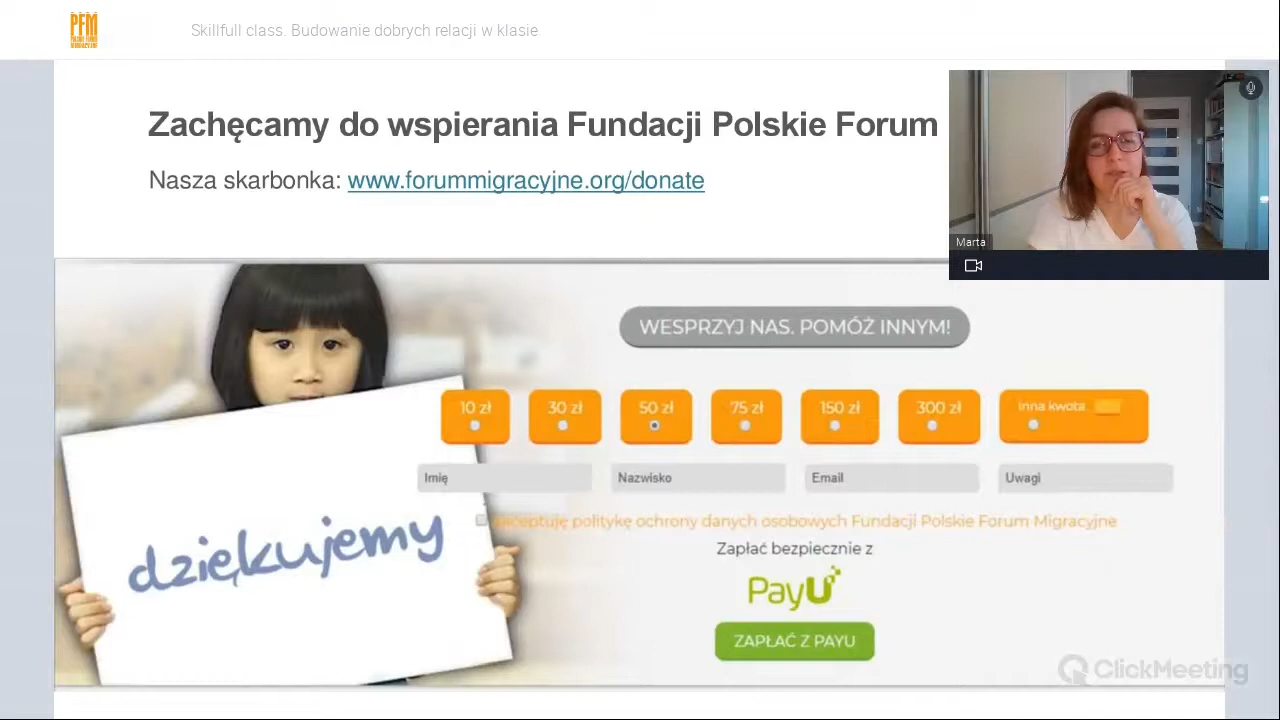 PFM
POLSKIE FORUM
MIGRACYJNE
Skillfull class. Budowanie dobrych relacji w klasie
Zachęcamy do wspierania Fundacji Polskie Forum
Nasza skarbonka: www.forummigracyjne.org/donate
Marta
WESPRZYJ NAS. POMÓŻ INNYM!
10 zł 30 zł 50 zł 75 zł 150 zł 300 zł Inna kwota
Imię Nazwisko Email Uwagi
akceptuję politykę ochrony danych osobowych Fundacji Polskie Forum Migracyjne
dziękujemy
Zapłać bezpiecznie z
PayU
ZAPŁAĆ Z PAYU
ClickMeeting